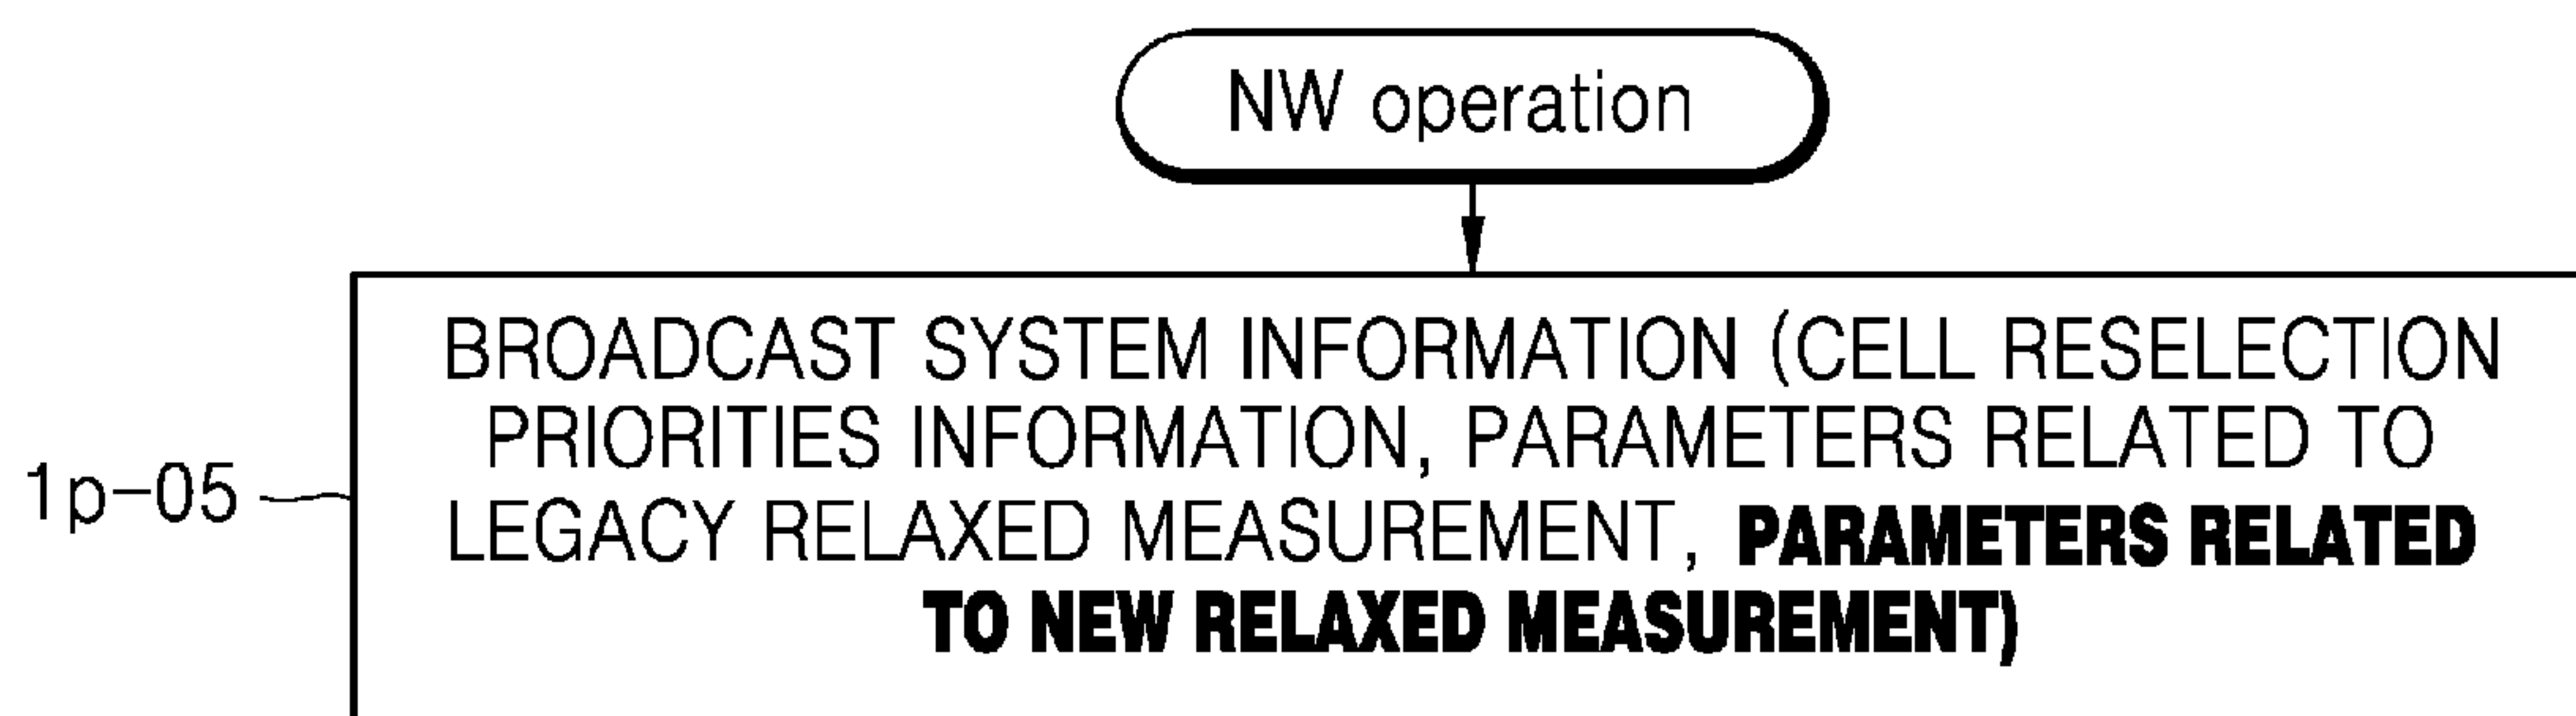 NW operation
BROADCAST SYSTEM INFORMATION (CELL RESELECTION
PRIORITIES INFORMATION, PARAMETERS RELATED TO
1p-05
LEGACY RELAXED MEASUREMENT, PARAMETERS RELATED
TO NEW RELAXED MEASUREMENT)